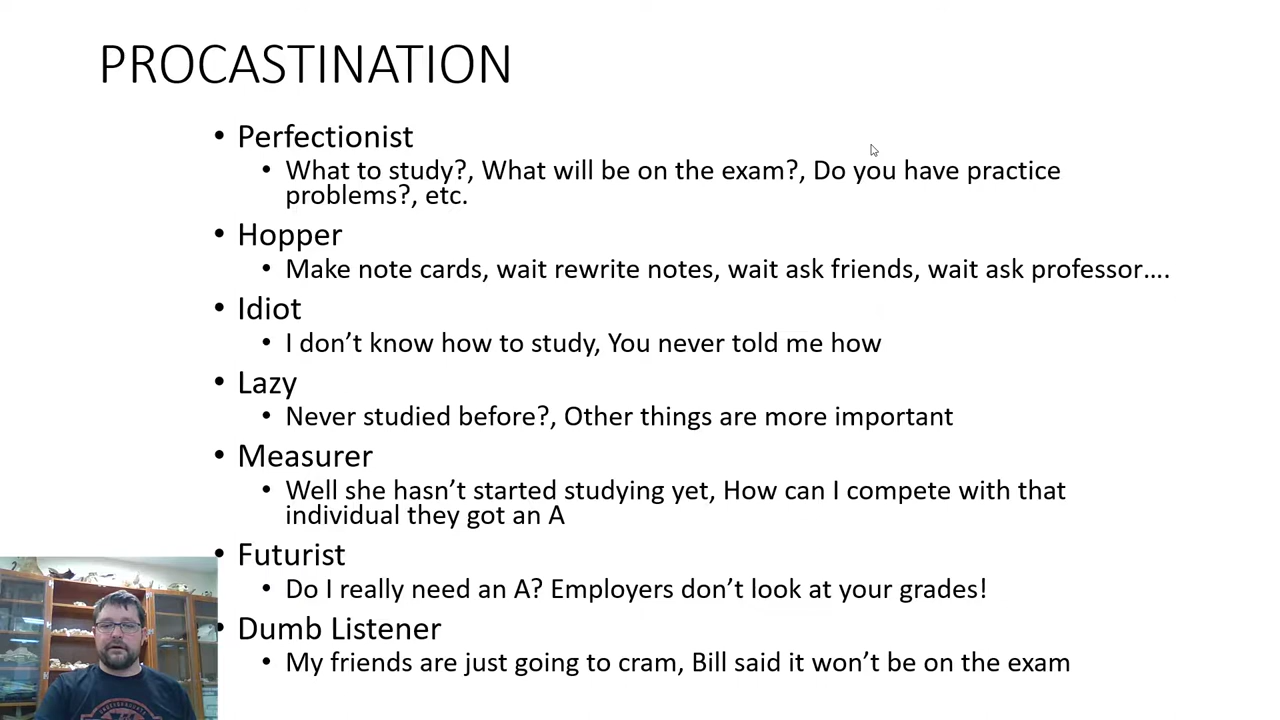 PROCASTINATION
• Perfectionist
• What to study?, What will be on the exam?, Do you have practice
problems?, etc.
• Hopper
• Make note cards, wait rewrite notes, wait ask friends, wait ask professor….
• Idiot
• I don’t know how to study, You never told me how
• Lazy
• Never studied before?, Other things are more important
• Measurer
• Well she hasn’t started studying yet, How can I compete with that
individual they got an A
• Futurist
• Do I really need an A? Employers don’t look at your grades!
• Dumb Listener
• My friends are just going to cram, Bill said it won’t be on the exam